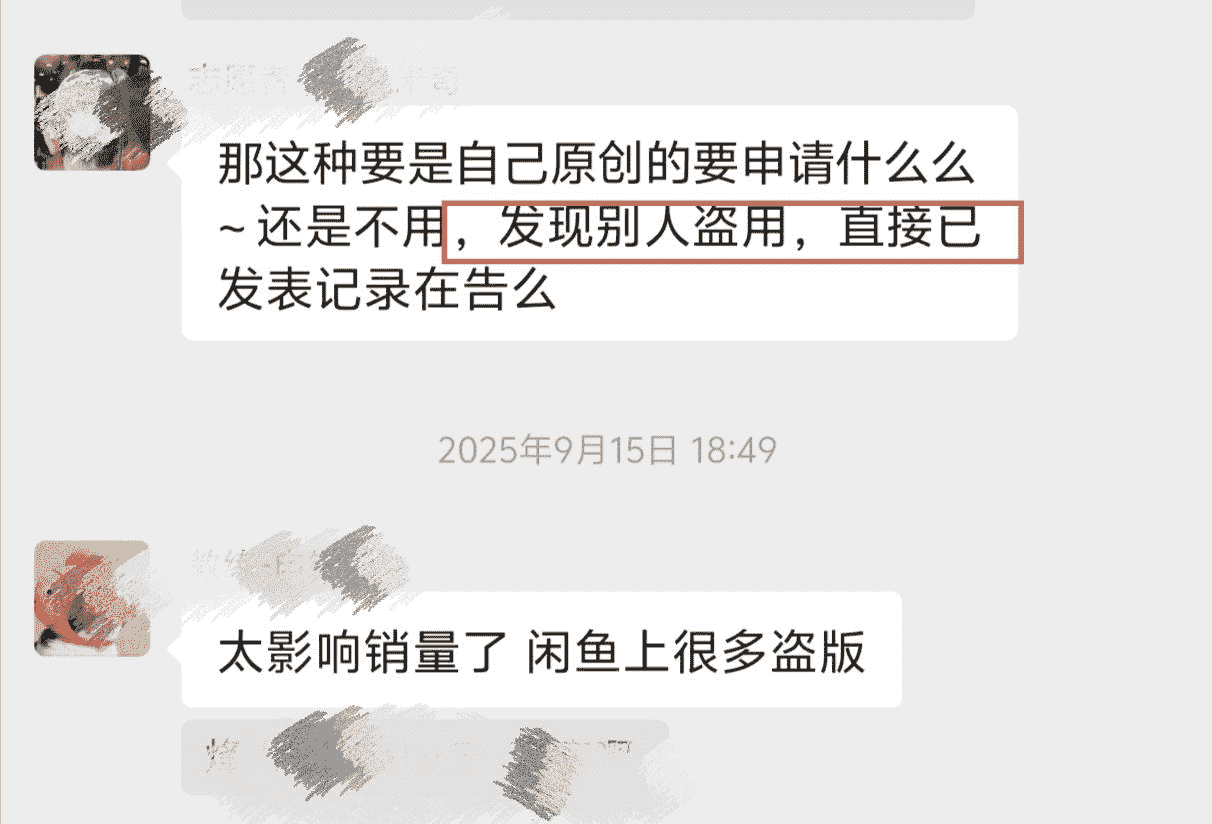 那这种要是自己原创的要申请什么么
~还是不用，发现别人盗用，直接已
发表记录在告么
2025年9月15日 18:49
太影响销量了 闲鱼上很多盗版